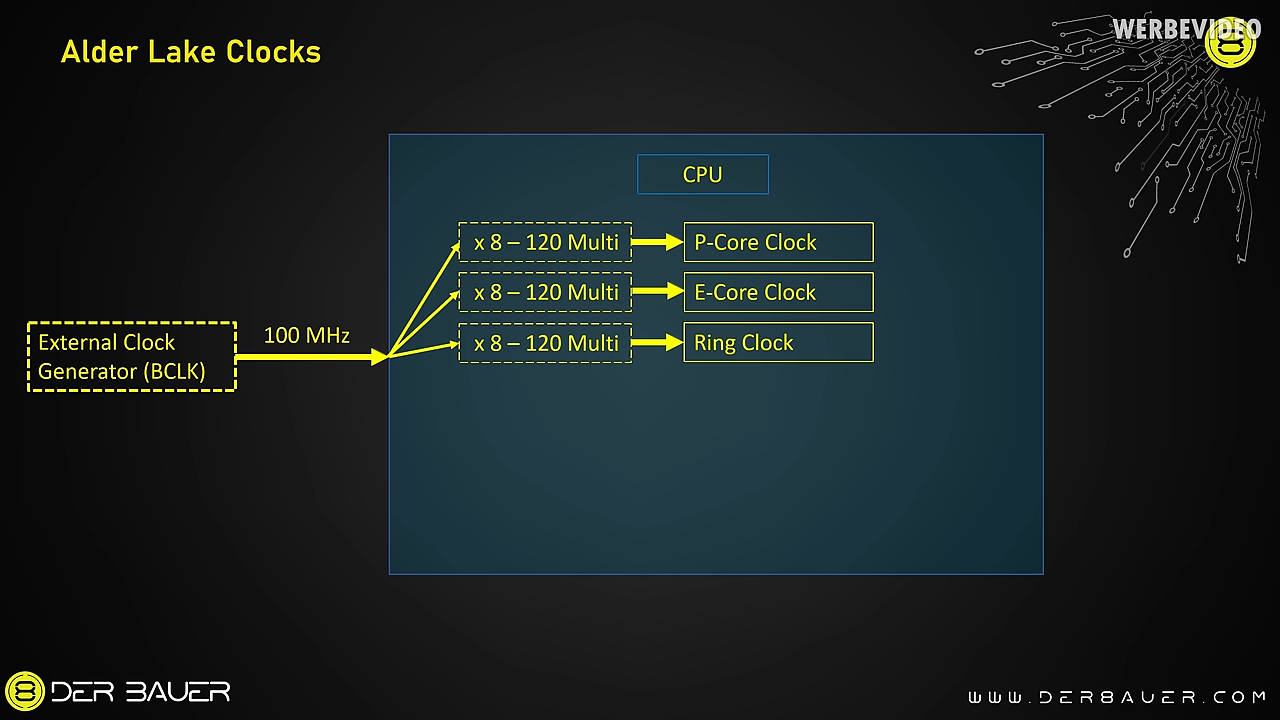 Alder Lake Clocks
WERBEVIDEO
CPU
x 8 – 120 Multi
P-Core Clock
x 8 – 120 Multi
E-Core Clock
x 8 – 120 Multi
Ring Clock
100 MHz
External Clock
Generator (BCLK)
8 DER BAUER
WWW.DER8AUER.COM